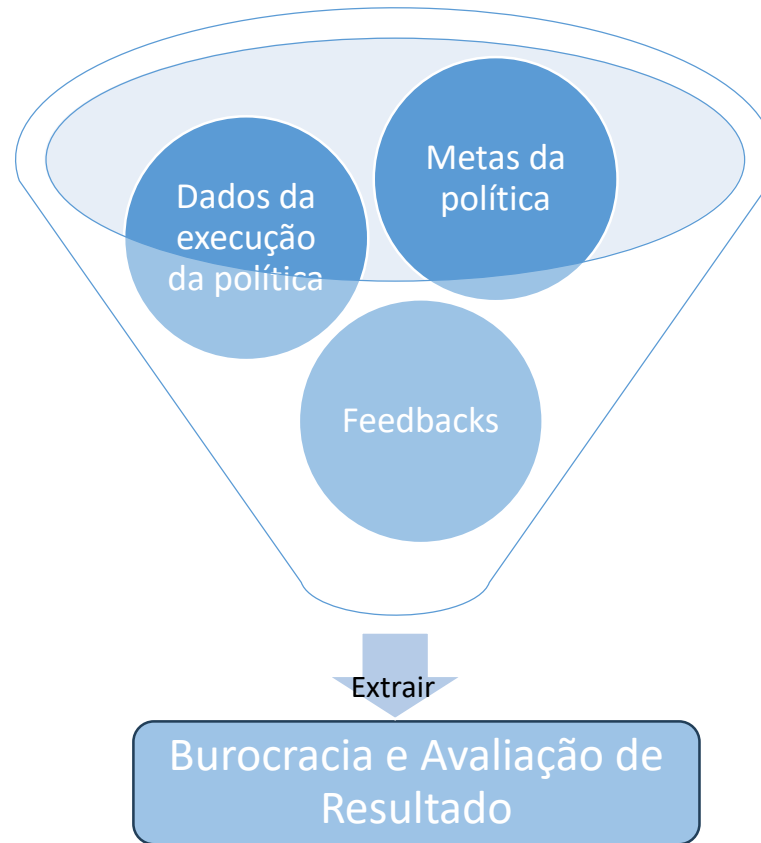 Metas da
política
Dados da
execução
da política
Feedbacks
Extrair
Burocracia e Avaliação de
Resultado